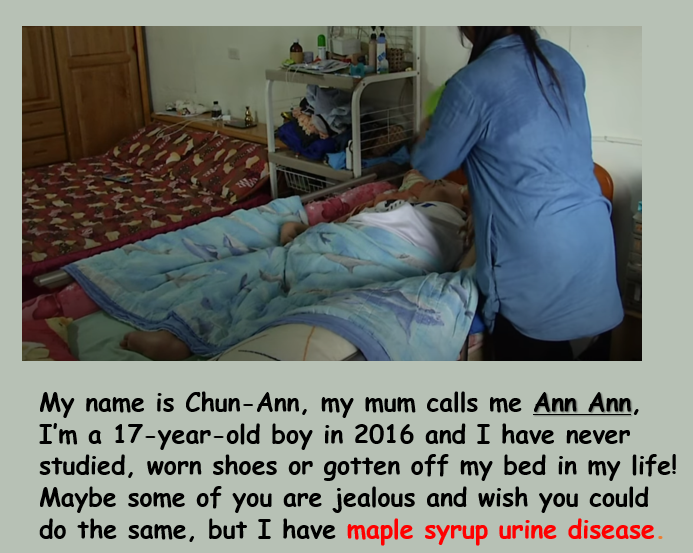 My name is Chun-Ann, my mum calls me Ann Ann,
I'm a 17-year-old boy in 2016 and I have never
studied, worn shoes or gotten off my bed in my life!
Maybe some of you are jealous and wish you could
do the same, but I have maple syrup urine disease.